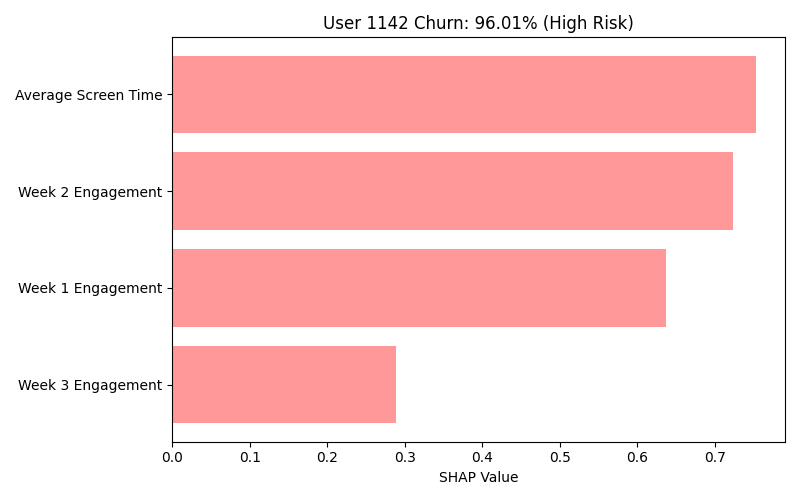 User 1142 Churn: 96.01% (High Risk)
Average Screen Time
Week 2 Engagement
Week 1 Engagement
Week 3 Engagement
0.0 0.1 0.2 0.3 0.4 0.5 0.6 0.7
SHAP Value